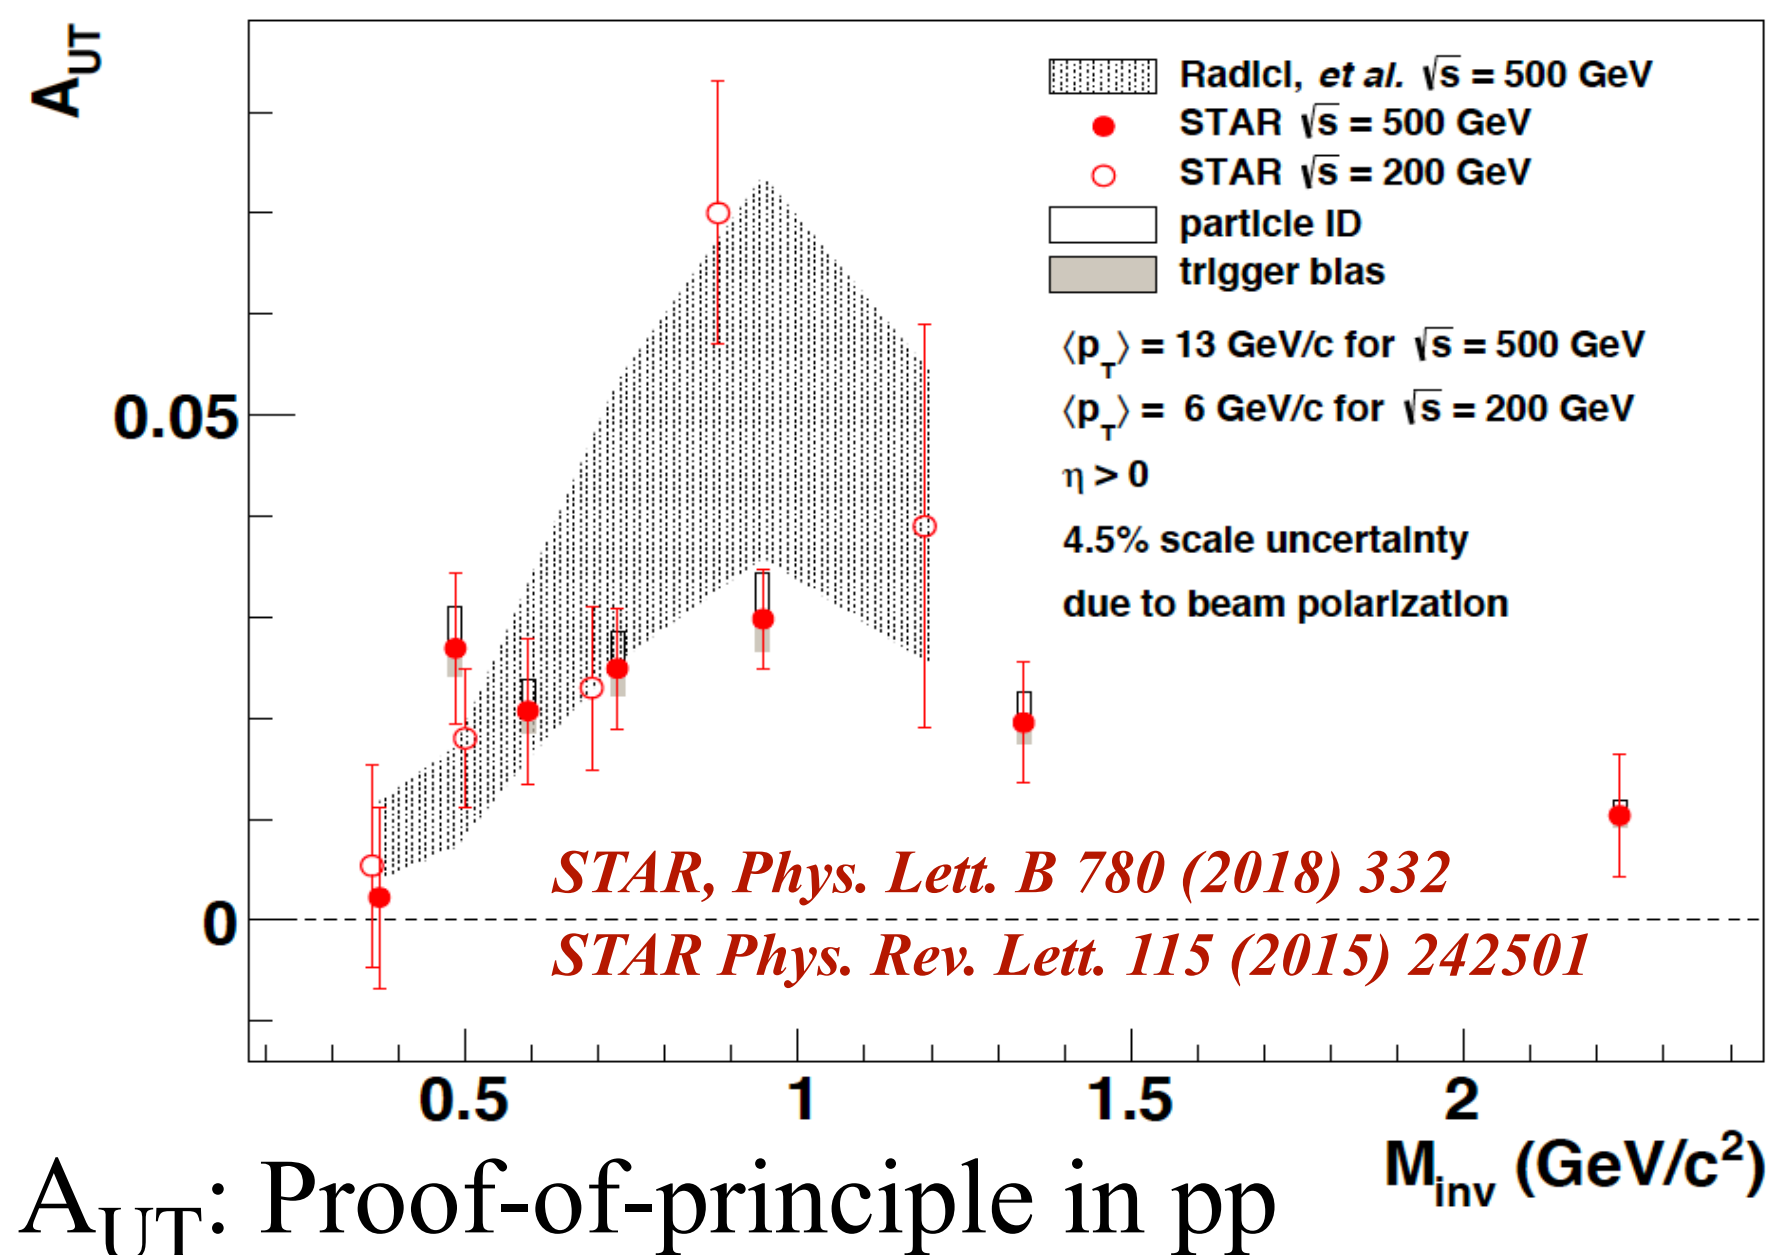 A_UT
Radici, et al. √s = 500 GeV
STAR √s = 500 GeV
STAR √s = 200 GeV
particle ID
trigger bias
⟨p_T⟩ = 13 GeV/c for √s = 500 GeV
⟨p_T⟩ = 6 GeV/c for √s = 200 GeV
η > 0
4.5% scale uncertainty
due to beam polarization
0.05
STAR, Phys. Lett. B 780 (2018) 332
0
STAR Phys. Rev. Lett. 115 (2015) 242501
0.5 1 1.5 2
M_inv (GeV/c²)
A_UT: Proof-of-principle in pp